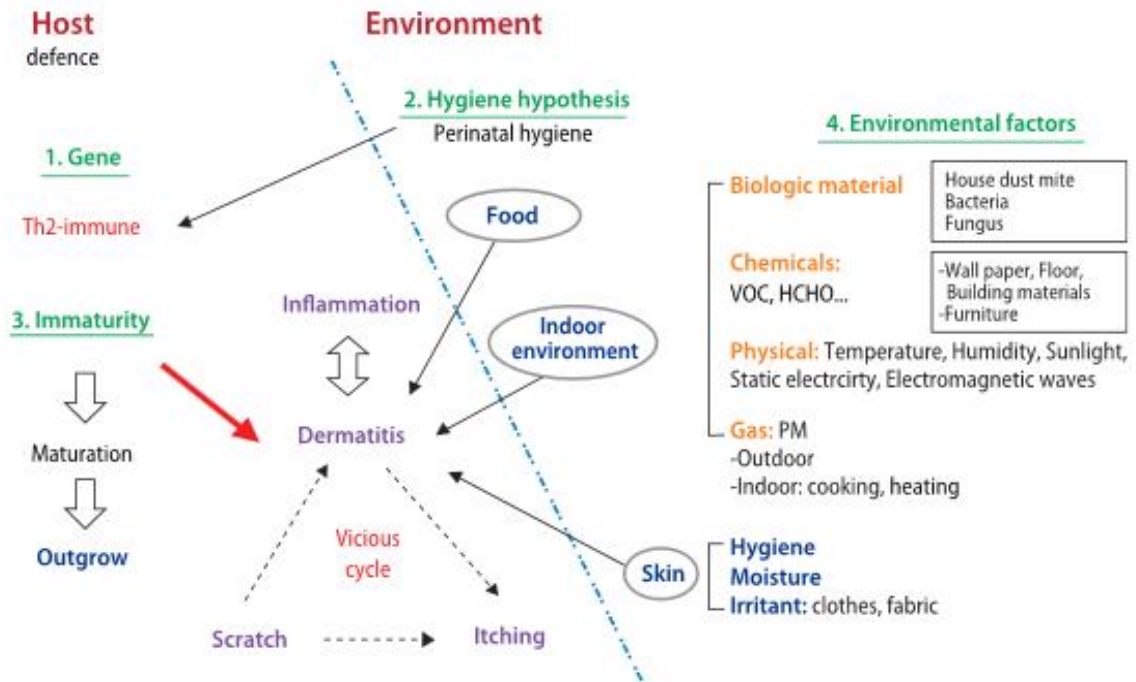 Host
defence
Environment
1. Gene
Th2-immune
2. Hygiene hypothesis
Perinatal hygiene
3. Immaturity
Maturation
Outgrow
Inflammation
Dermatitis
Vicious
cycle
Scratch
Itching
Food
Indoor
environment
Skin
4. Environmental factors
Biologic material
House dust mite
Bacteria
Fungus
Chemicals:
VOC, HCHO...
-Wall paper, Floor,
Building materials
-Furniture
Physical: Temperature, Humidity, Sunlight,
Static electrcirty, Electromagnetic waves
Gas: PM
-Outdoor
-Indoor: cooking, heating
Hygiene
Moisture
Irritant: clothes, fabric